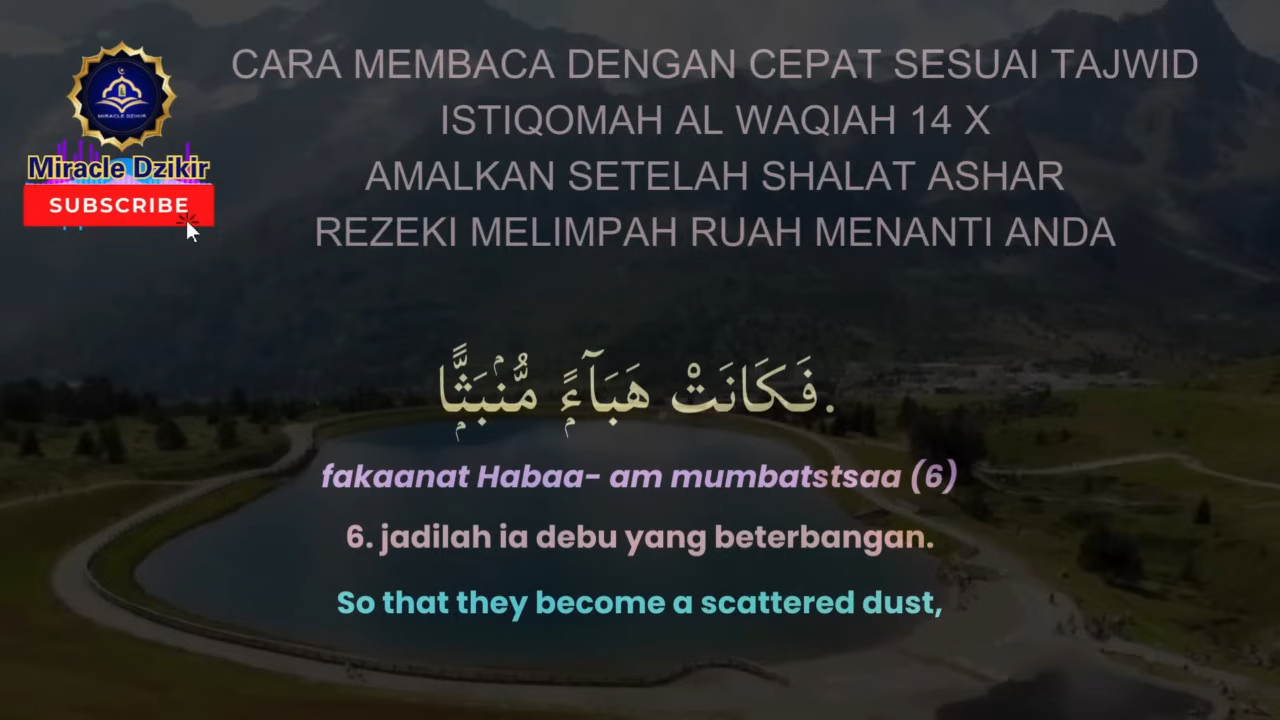 CARA MEMBACA DENGAN CEPAT SESUAI TAJWID
ISTIQOMAH AL WAQIAH 14 X
AMALKAN SETELAH SHALAT ASHAR
REZEKI MELIMPAH RUAH MENANTI ANDA
MIRACLE DZIKIR
Miracle Dzikir
SUBSCRIBE
فَكَانَتْ هَبَآءًۭ مُّنۢبَثًّۭا.
fakaanat Habaa- am mumbatstsaa (6)
6. jadilah ia debu yang beterbangan.
So that they become a scattered dust,